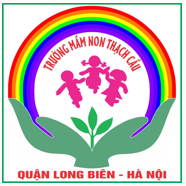 TRƯỜNG MẦM NON THẠCH CẦU
QUẬN LONG BIÊN - HÀ NỘI